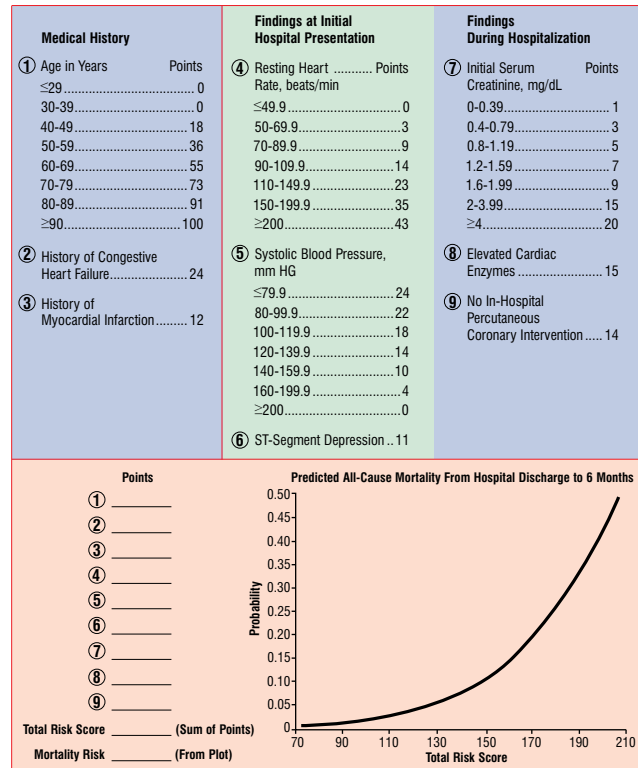 Medical History
① Age in Years Points
≤29 ..................... 0
30-39 ..................... 0
40-49 ..................... 18
50-59 ..................... 36
60-69 ..................... 55
70-79 ..................... 73
80-89 ..................... 91
≥90 ..................... 100
② History of Congestive
Heart Failure ..................... 24
③ History of
Myocardial Infarction ......... 12
Findings at Initial
Hospital Presentation
④ Resting Heart ........... Points
Rate, beats/min
≤49.9 ..................... 0
50-69.9 ..................... 3
70-89.9 ..................... 9
90-109.9 ..................... 14
110-149.9 ..................... 23
150-199.9 ..................... 35
≥200 ..................... 43
⑤ Systolic Blood Pressure,
mm HG
≤79.9 ..................... 24
80-99.9 ..................... 22
100-119.9 ..................... 18
120-139.9 ..................... 14
140-159.9 ..................... 10
160-199.9 ..................... 4
≥200 ..................... 0
⑥ ST-Segment Depression .. 11
Findings
During Hospitalization
⑦ Initial Serum Points
Creatinine, mg/dL
0-0.39 ..................... 1
0.4-0.79 ..................... 3
0.8-1.19 ..................... 5
1.2-1.59 ..................... 7
1.6-1.99 ..................... 9
2-3.99 ..................... 15
≥4 ..................... 20
⑧ Elevated Cardiac
Enzymes ..................... 15
⑨ No In-Hospital
Percutaneous
Coronary Intervention ..... 14
Points
① ________
② ________
③ ________
④ ________
⑤ ________
⑥ ________
⑦ ________
⑧ ________
⑨ ________
Total Risk Score ________ (Sum of Points)
Mortality Risk ________ (From Plot)
Predicted All-Cause Mortality From Hospital Discharge to 6 Months
Probability
0.50
0.45
0.40
0.35
0.30
0.25
0.20
0.15
0.10
0.05
0
70 90 110 130 150 170 190 210
Total Risk Score